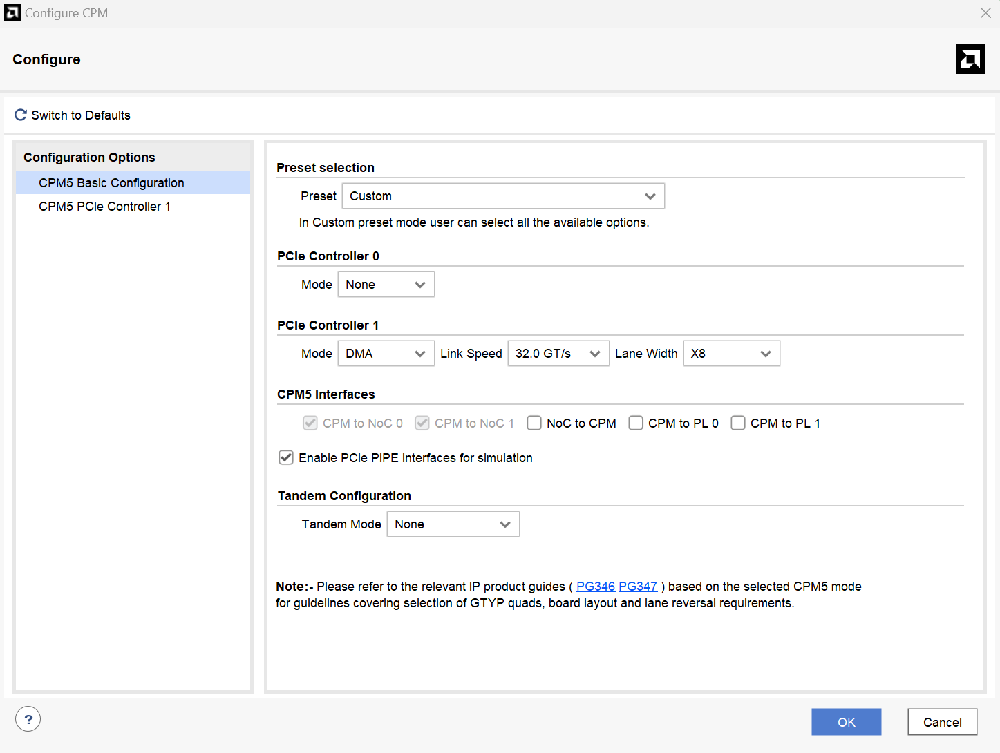 Configure CPM
Configure
Switch to Defaults
Configuration Options
CPM5 Basic Configuration
CPM5 PCIe Controller 1
Preset selection
Preset Custom
In Custom preset mode user can select all the available options.
PCIe Controller 0
Mode None
PCIe Controller 1
Mode DMA Link Speed 32.0 GT/s Lane Width X8
CPM5 Interfaces
CPM to NoC 0 CPM to NoC 1 NoC to CPM CPM to PL 0 CPM to PL 1
Enable PCIe PIPE interfaces for simulation
Tandem Configuration
Tandem Mode None
Note:- Please refer to the relevant IP product guides ( PG346 PG347 ) based on the selected CPM5 mode
for guidelines covering selection of GTYP quads, board layout and lane reversal requirements.
? OK Cancel